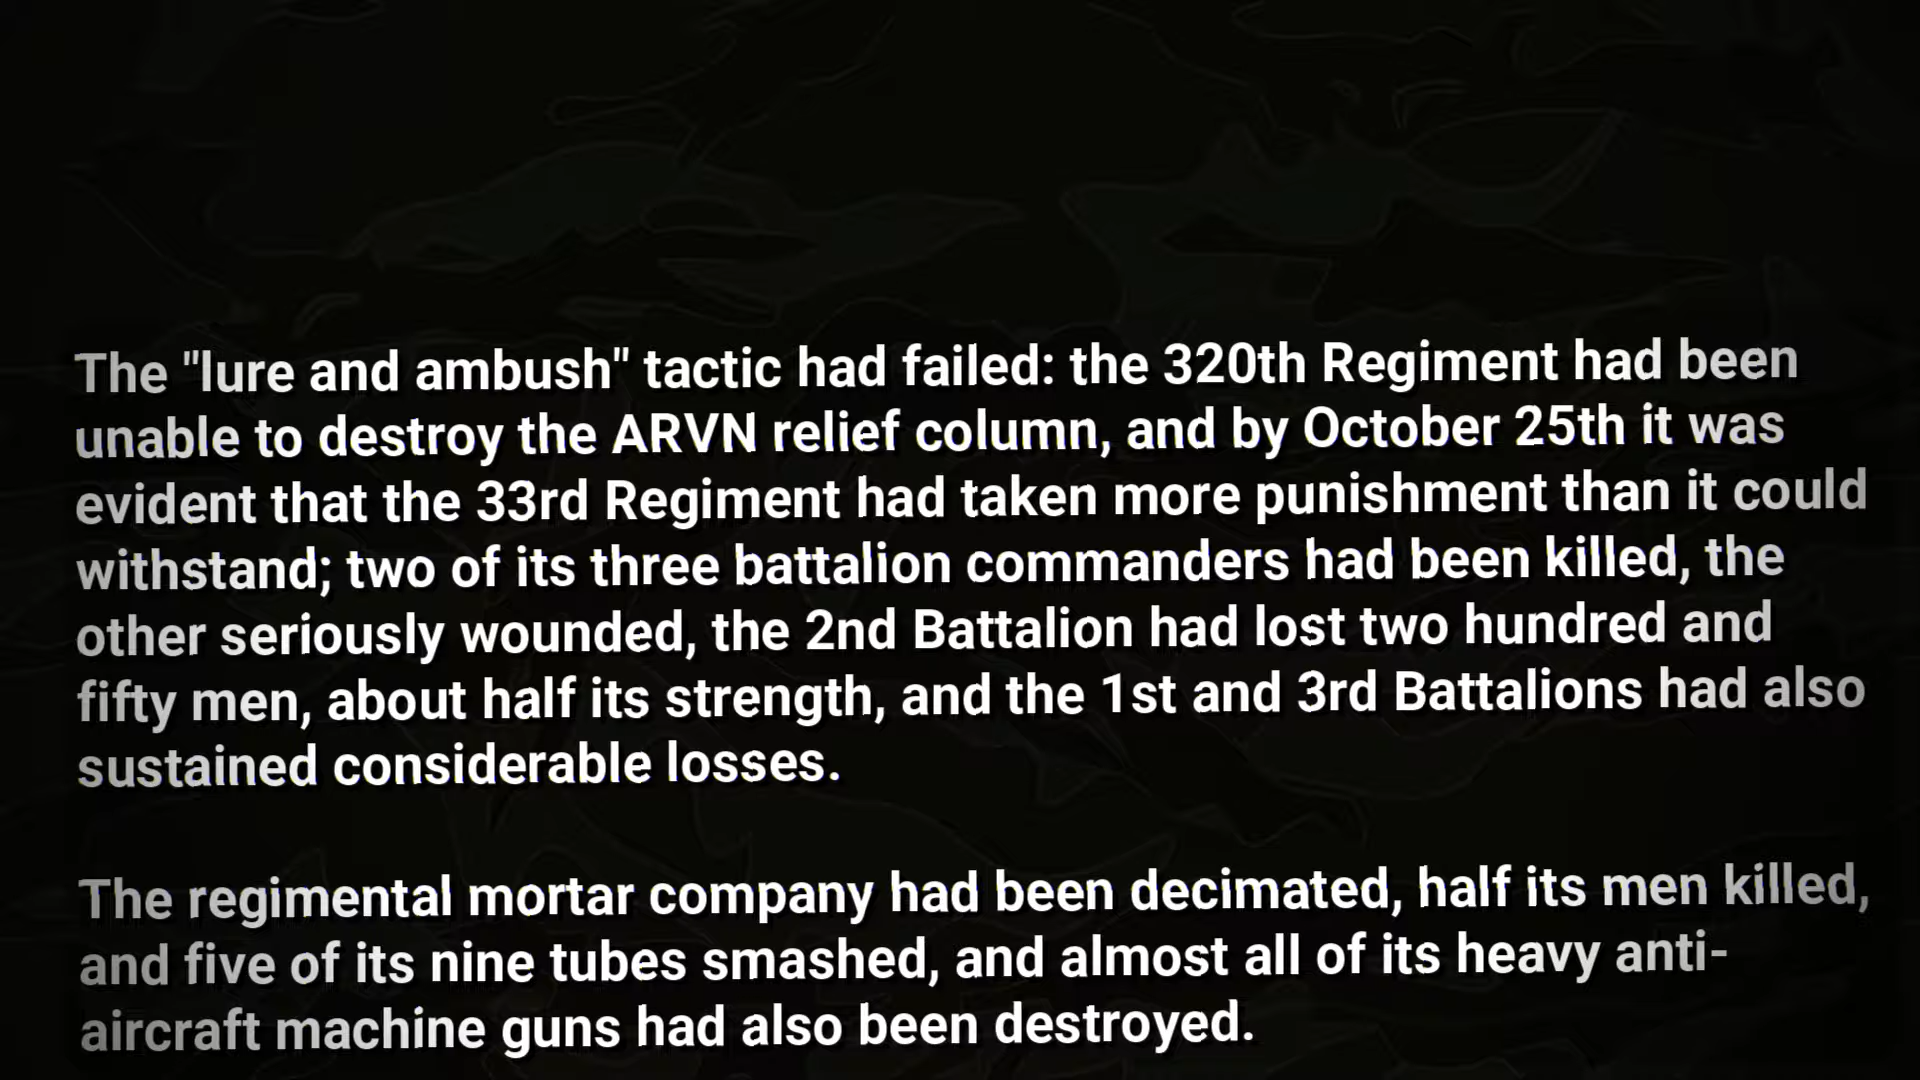 The "lure and ambush" tactic had failed: the 320th Regiment had been
unable to destroy the ARVN relief column, and by October 25th it was
evident that the 33rd Regiment had taken more punishment than it could
withstand; two of its three battalion commanders had been killed, the
other seriously wounded, the 2nd Battalion had lost two hundred and
fifty men, about half its strength, and the 1st and 3rd Battalions had also
sustained considerable losses.
The regimental mortar company had been decimated, half its men killed,
and five of its nine tubes smashed, and almost all of its heavy anti-
aircraft machine guns had also been destroyed.